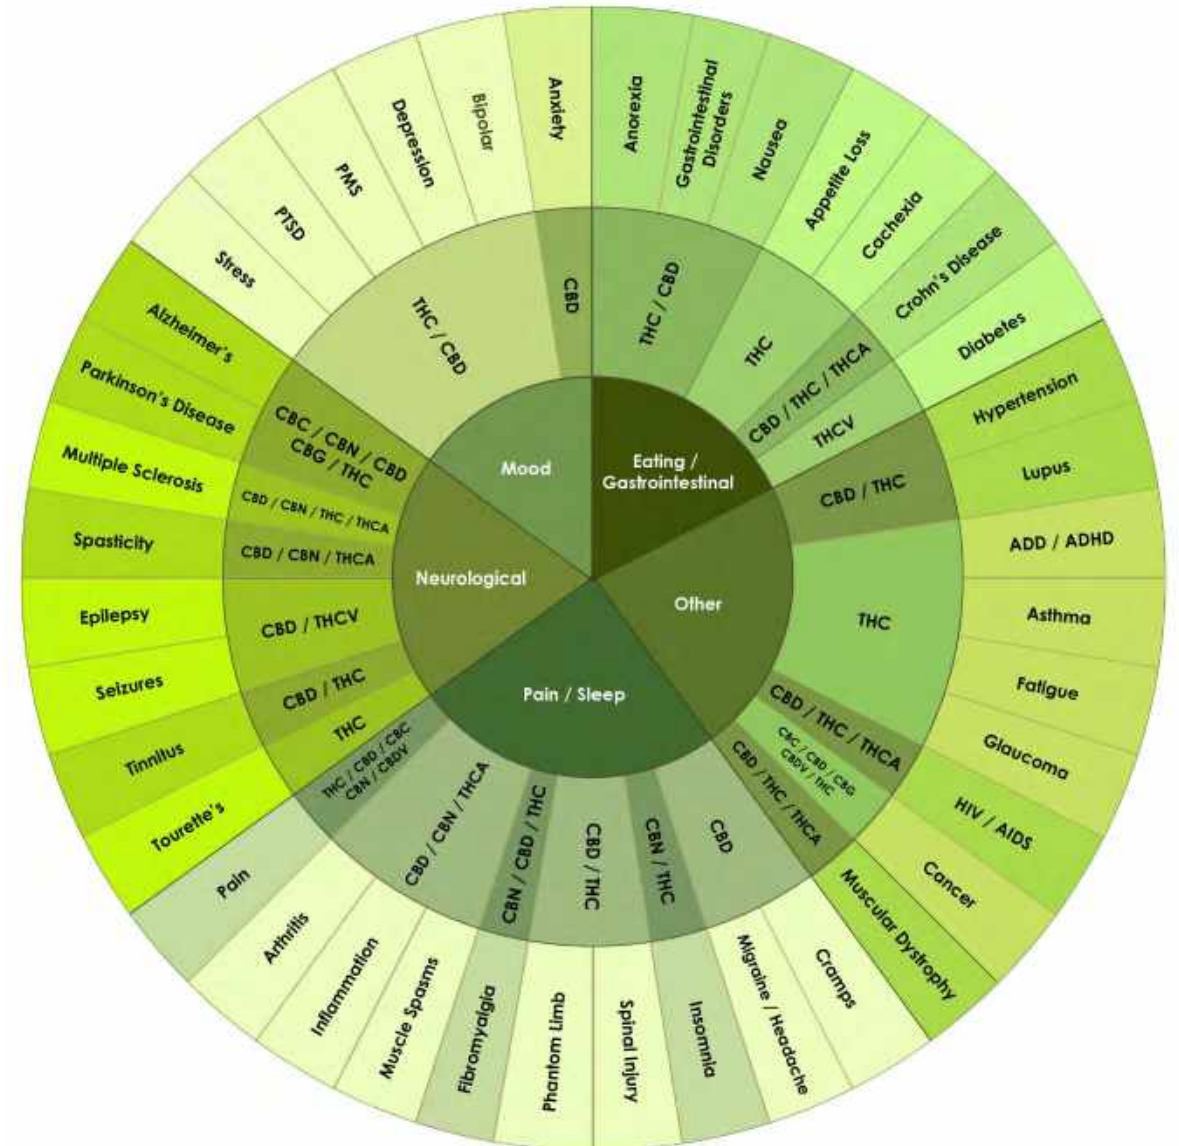 Mood
Eating /
Gastrointestinal
Other
Pain / Sleep
Neurological
THC / CBD
THC
CBD / THC / THCA
THCV
CBD / THC
THC
CBD / THC / THCA
CBC / CBD / CBG
CBDV / THC
CBD / THC / THCA
CBD
CBN / THC
CBD / THC
CBN / CBD / THC
CBD / CBN / THCA
THC / CBD / CBC
CBN / CBDV
THC
CBD / THC
CBD / THCV
CBD / CBN / THCA
CBD / CBN / THC / THCA
CBC / CBN / CBD
CBG / THC
THC / CBD
CBD
Anorexia
Gastrointestinal
Disorders
Nausea
Appetite Loss
Cachexia
Crohn's Disease
Diabetes
Hypertension
Lupus
ADD / ADHD
Asthma
Fatigue
Glaucoma
HIV / AIDS
Cancer
Muscular Dystrophy
Cramps
Migraine / Headache
Insomnia
Spinal Injury
Phantom Limb
Fibromyalgia
Muscle Spasms
Inflammation
Arthritis
Pain
Tourette's
Tinnitus
Seizures
Epilepsy
Spasticity
Multiple Sclerosis
Parkinson's Disease
Alzheimer's
Stress
PTSD
PMS
Depression
Bipolar
Anxiety